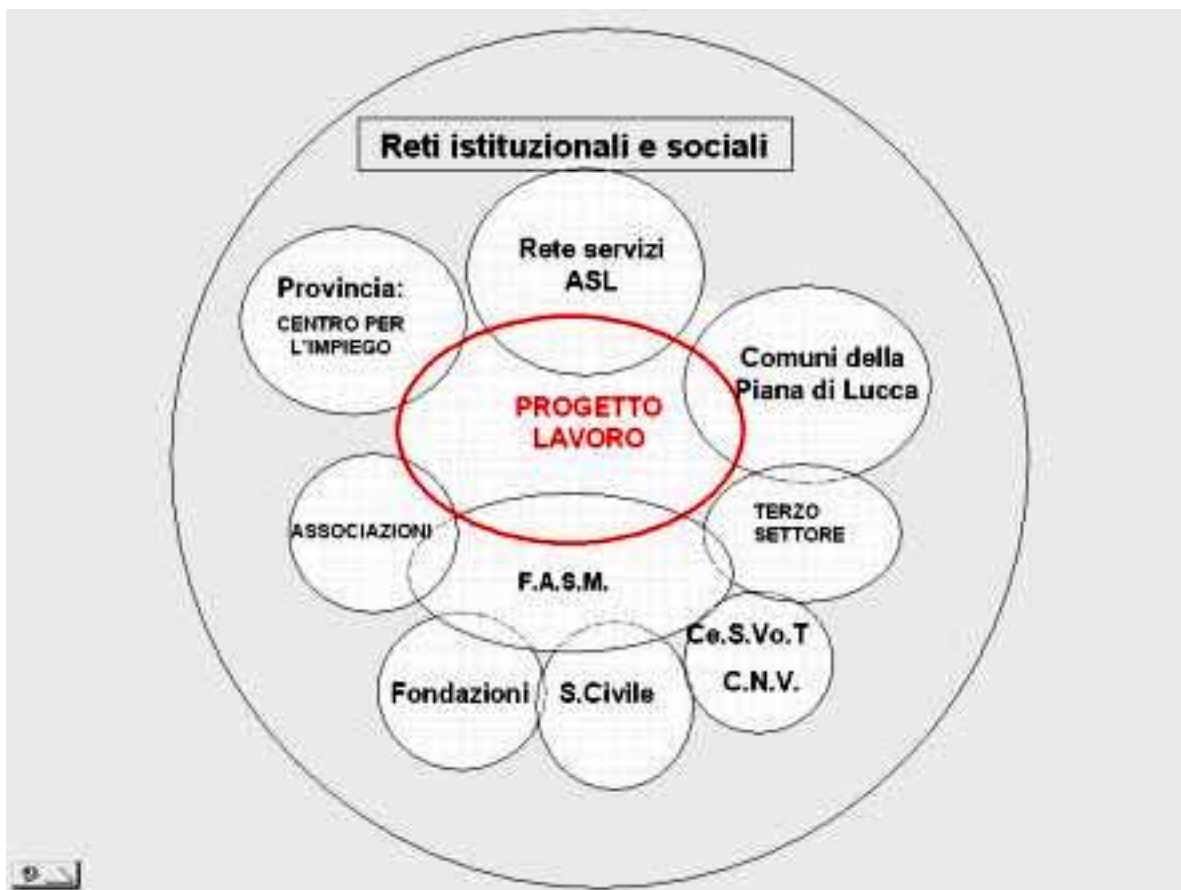 Reti istituzionali e sociali
Rete servizi
ASL
Provincia:
CENTRO PER
L'IMPIEGO
Comuni della
Piana di Lucca
PROGETTO
LAVORO
ASSOCIAZIONI
TERZO
SETTORE
F.A.S.M.
Ce.S.Vo.T
C.N.V.
Fondazioni
S.Civile